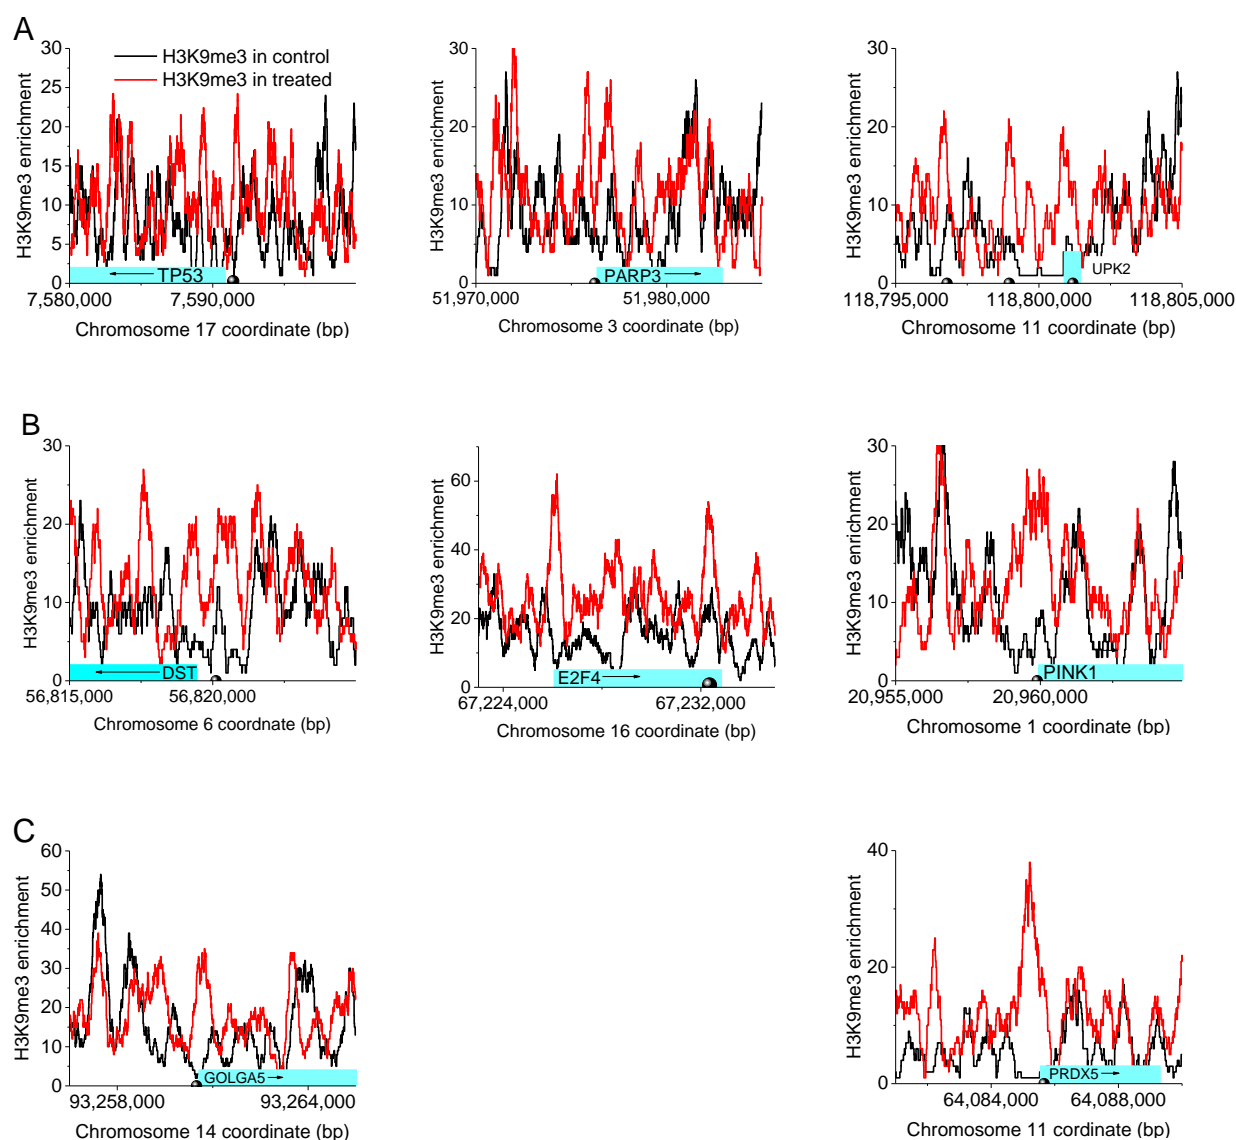 A
H3K9me3 in control
H3K9me3 in treated
H3K9me3 enrichment
30
25
20
15
10
5
0
TP53
7,580,000
7,590,000
Chromosome 17 coordinate (bp)
H3K9me3 enrichment
30
20
10
0
PARP3
51,970,000
51,980,000
Chromosome 3 coordinate (bp)
H3K9me3 enrichment
30
20
10
0
UPK2
118,795,000
118,800,000
118,805,000
Chromosome 11 coordinate (bp)
B
H3K9me3 enrichment
30
20
10
0
DST
56,815,000
56,820,000
Chromosome 6 coordnate (bp)
H3K9me3 enrichment
60
40
20
0
E2F4
67,224,000
67,232,000
Chromosome 16 coordinate (bp)
H3K9me3 enrichment
30
20
10
0
PINK1
20,955,000
20,960,000
Chromosome 1 coordinate (bp)
C
H3K9me3 enrichment
60
50
40
30
20
10
0
GOLGA5
93,258,000
93,264,000
Chromosome 14 coordinate (bp)
H3K9me3 enrichment
40
20
0
PRDX5
64,084,000
64,088,000
Chromosome 11 cordinate (bp)